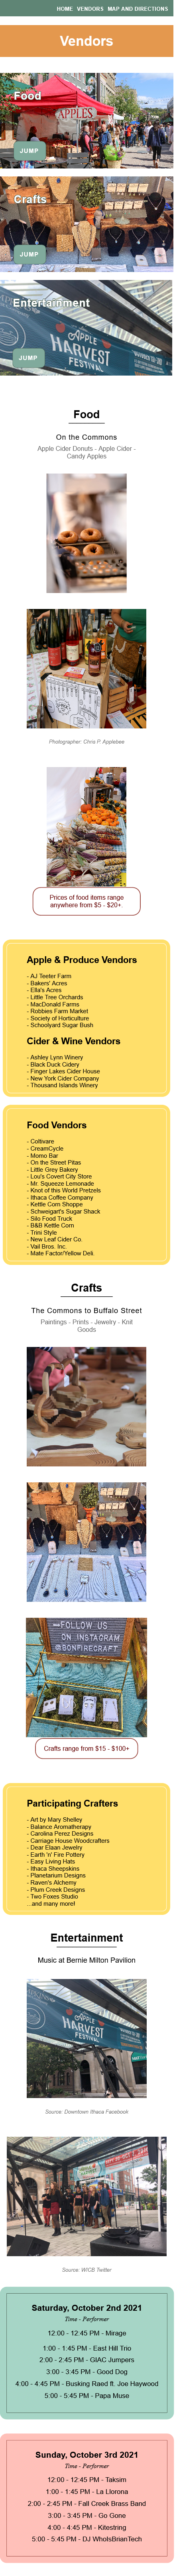 HOME VENDORS MAP AND DIRECTIONS
Vendors
Food
APPLES
JUMP
Crafts
JUMP
Entertainment
APPLE
HARVEST
FESTIVAL
JUMP
Food
On the Commons
Apple Cider Donuts - Apple Cider -
Candy Apples
Photographer: Chris P. Applebee
Prices of food items range
anywhere from $5 - $20+.
Apple & Produce Vendors
- AJ Teeter Farm
- Bakers' Acres
- Ella's Acres
- Little Tree Orchards
- MacDonald Farms
- Robbies Farm Market
- Society of Horticulture
- Schoolyard Sugar Bush
Cider & Wine Vendors
- Ashley Lynn Winery
- Black Duck Cidery
- Finger Lakes Cider House
- New York Cider Company
- Thousand Islands Winery
Food Vendors
- Coltivare
- CreamCycle
- Momo Bar
- On the Street Pitas
- Little Grey Bakery
- Lou's Covert City Store
- Mr. Squeeze Lemonade
- Knot of this World Pretzels
- Ithaca Coffee Company
- Kettle Corn Shoppe
- Schweigart's Sugar Shack
- Silo Food Truck
- B&B Kettle Corn
- Trini Style
- New Leaf Cider Co.
- Vail Bros. Inc.
- Mate Factor/Yellow Deli.
Crafts
The Commons to Buffalo Street
Paintings - Prints - Jewelry - Knit
Goods
FOLLOW US
ON INSTAGRAM
@BONFIRECRAFT
Crafts range from $15 - $100+
Participating Crafters
- Art by Mary Shelley
- Balance Aromatherapy
- Carolina Perez Designs
- Carriage House Woodcrafters
- Dear Elaan Jewelry
- Earth 'n' Fire Pottery
- Easy Living Hats
- Ithaca Sheepskins
- Planetarium Designs
- Raven's Alchemy
- Plum Creek Designs
- Two Foxes Studio
...and many more!
Entertainment
Music at Bernie Milton Pavilion
APPLE
HARVEST
FESTIVAL
Source: Downtown Ithaca Facebook
Source: WICB Twitter
Saturday, October 2nd 2021
Time - Performer
12:00 - 12:45 PM - Mirage
1:00 - 1:45 PM - East Hill Trio
2:00 - 2:45 PM - GIAC Jumpers
3:00 - 3:45 PM - Good Dog
4:00 - 4:45 PM - Busking Raed ft. Joe Haywood
5:00 - 5:45 PM - Papa Muse
Sunday, October 3rd 2021
Time - Performer
12:00 - 12:45 PM - Taksim
1:00 - 1:45 PM - La Llorona
2:00 - 2:45 PM - Fall Creek Brass Band
3:00 - 3:45 PM - Go Gone
4:00 - 4:45 PM - Kitestring
5:00 - 5:45 PM - DJ WhoIsBrianTech